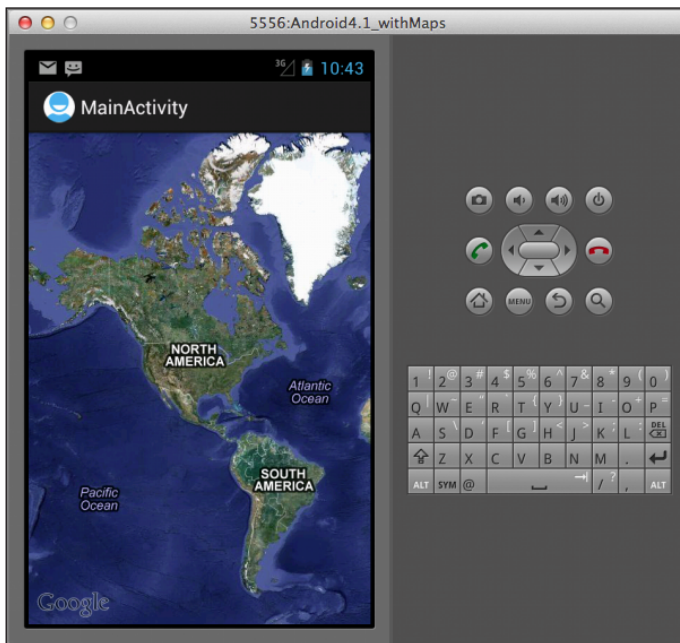 5556:Android4.1_withMaps
3G 10:43
MainActivity
NORTH
AMERICA
Atlantic
Ocean
SOUTH
AMERICA
Pacific
Ocean
Google
MENU
1 ! 2 @ 3 # 4 $ 5 % 6 ^ 7 & 8 * 9 ( 0 )
Q | W ~ E " R ` T { Y } U _ I - O + P =
A S \ D ' F [ G ] H < J > K ; L : DEL
Z X C V B N M .
ALT SYM @ / ? , ALT